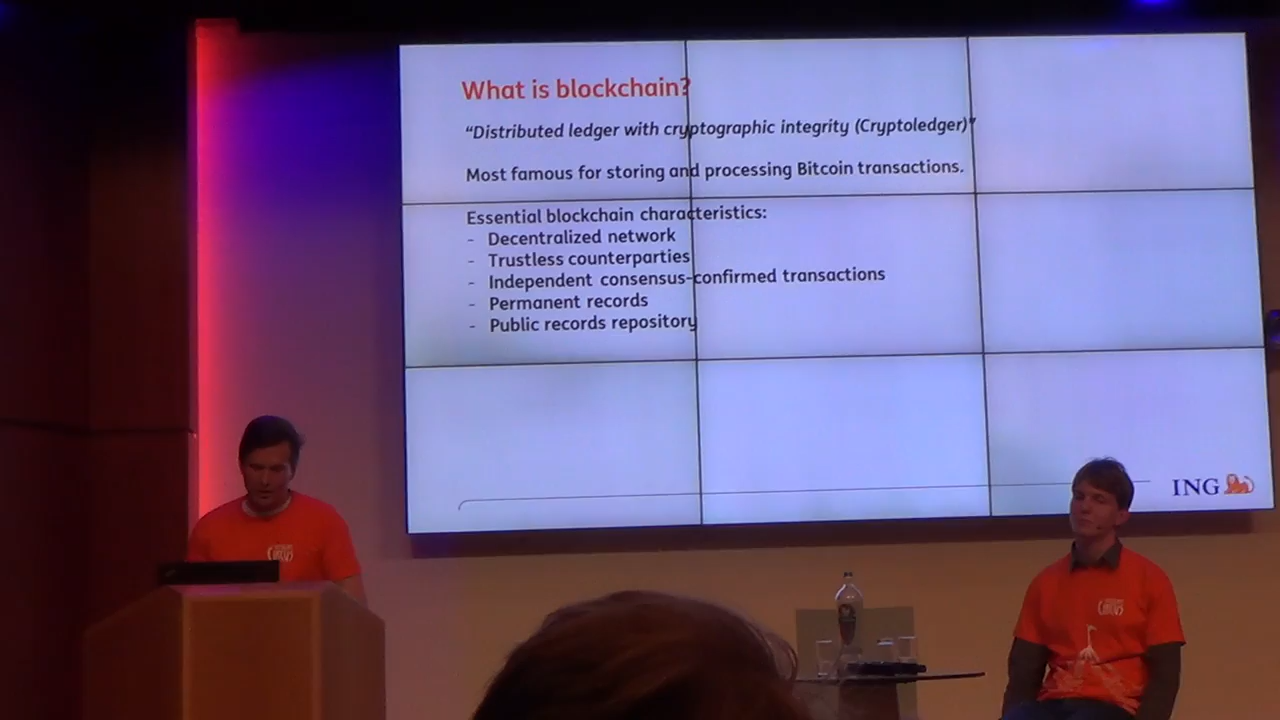 What is blockchain?
“Distributed ledger with cryptographic integrity (Cryptoledger)”
Most famous for storing and processing Bitcoin transactions.
Essential blockchain characteristics:
- Decentralized network
- Trustless counterparties
- Independent consensus-confirmed transactions
- Permanent records
- Public records repository
ING